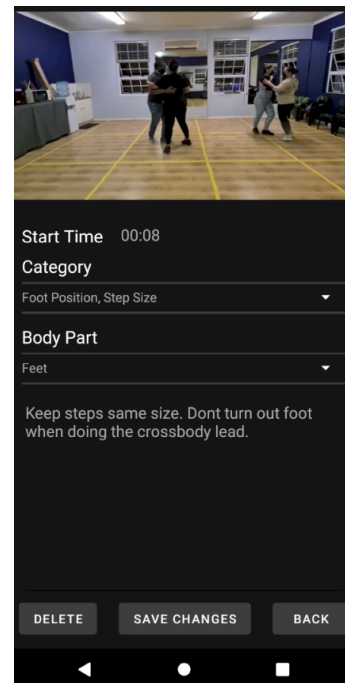 Start Time 00:08
Category
Foot Position, Step Size
Body Part
Feet
Keep steps same size. Dont turn out foot
when doing the crossbody lead.
DELETE SAVE CHANGES BACK